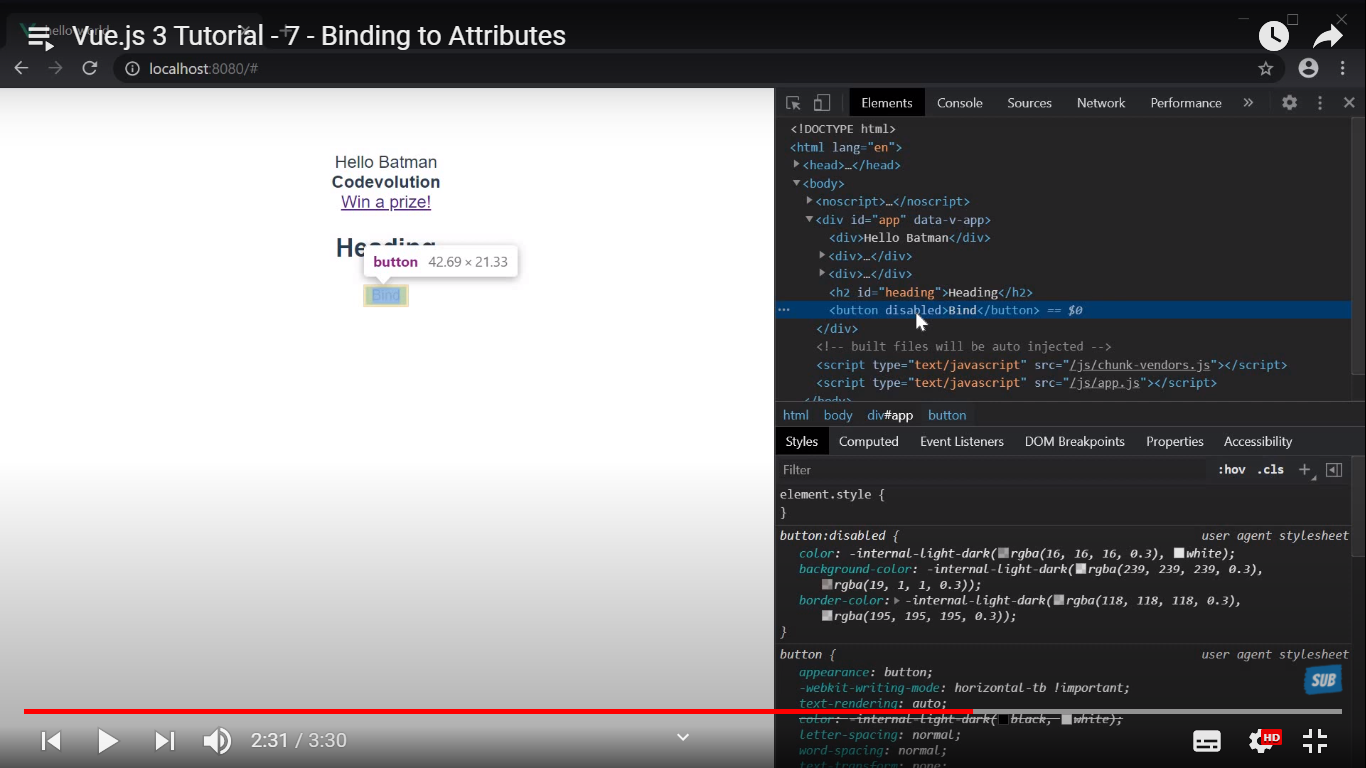 Vue.js 3 Tutorial - 7 - Binding to Attributes
localhost:8080/#
Hello Batman
Codevolution
Win a prize!
Heading
button 42.69 × 21.33
Bind
Elements Console Sources Network Performance »
<!DOCTYPE html>
<html lang="en">
<head>…</head>
<body>
<noscript>…</noscript>
<div id="app" data-v-app>
<div>Hello Batman</div>
<div>…</div>
<div>…</div>
<h2 id="heading">Heading</h2>
<button disabled>Bind</button> == $0
</div>
<!-- built files will be auto injected -->
<script type="text/javascript" src="/js/chunk-vendors.js"></script>
<script type="text/javascript" src="/js/app.js"></script>
</body>
html body div#app button
Styles Computed Event Listeners DOM Breakpoints Properties Accessibility
Filter :hov .cls +
element.style {
}
button:disabled { user agent stylesheet
color: -internal-light-dark(rgba(16, 16, 16, 0.3), white);
background-color: -internal-light-dark(rgba(239, 239, 239, 0.3),
rgba(19, 1, 1, 0.3));
border-color: -internal-light-dark(rgba(118, 118, 118, 0.3),
rgba(195, 195, 195, 0.3));
}
button { user agent stylesheet
appearance: button;
-webkit-writing-mode: horizontal-tb !important;
text-rendering: auto;
color: -internal-light-dark(black, white);
letter-spacing: normal;
word-spacing: normal;
text-transform: none;
SUB
2:31 / 3:30
HD